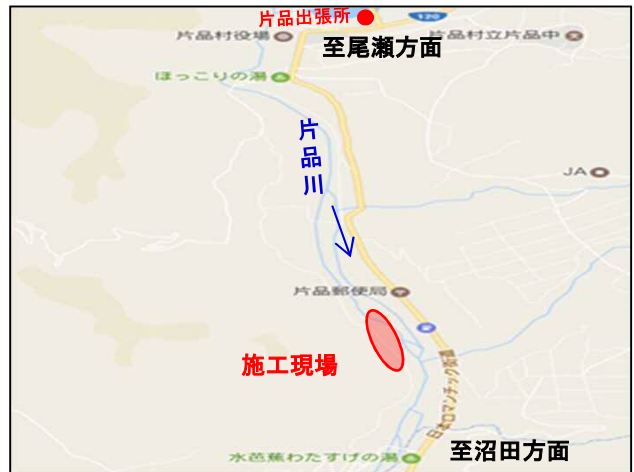 片品出張所
120
片品村役場
至尾瀬方面
片品村立片品中
ほっこりの湯
片品川
JA
片品郵便局
施工現場
日本ロマンチック街道
至沼田方面
水芭蕉わたすげの湯